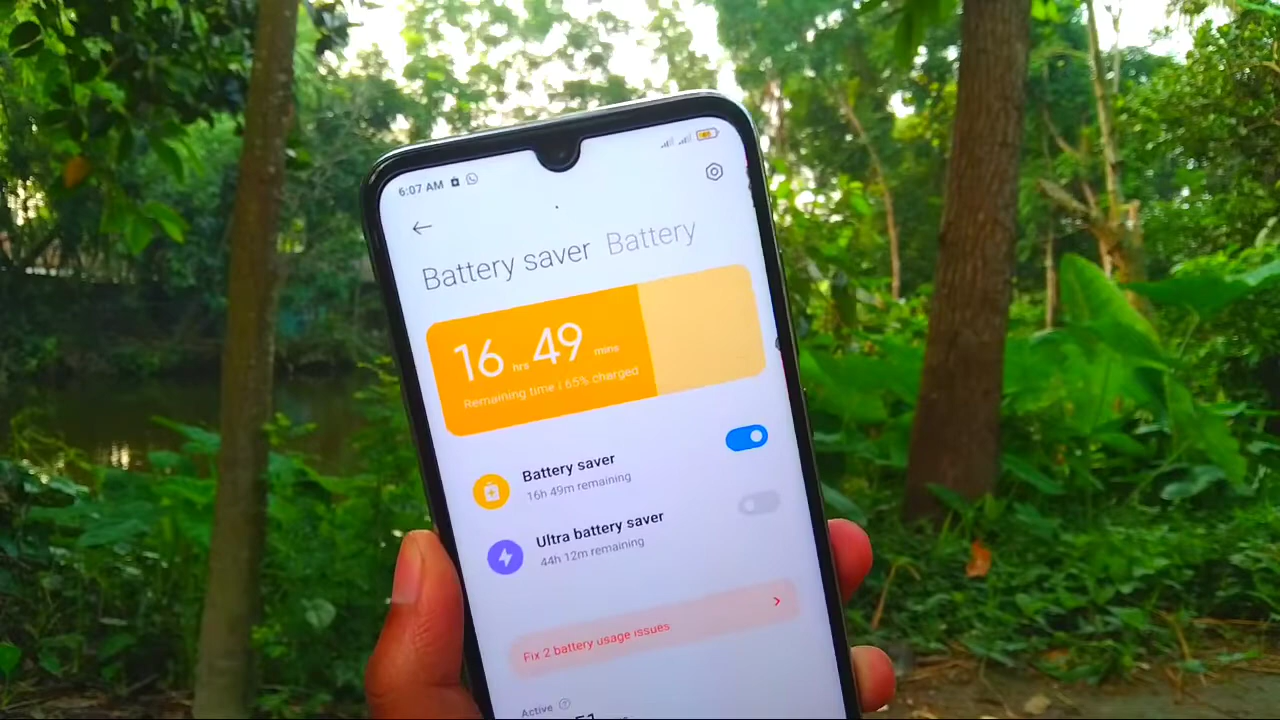 6:07 AM
Battery saver Battery
16 hrs 49 mins
Remaining time | 65% charged
Battery saver
16h 49m remaining
Ultra battery saver
44h 12m remaining
Fix 2 battery usage issues
Active